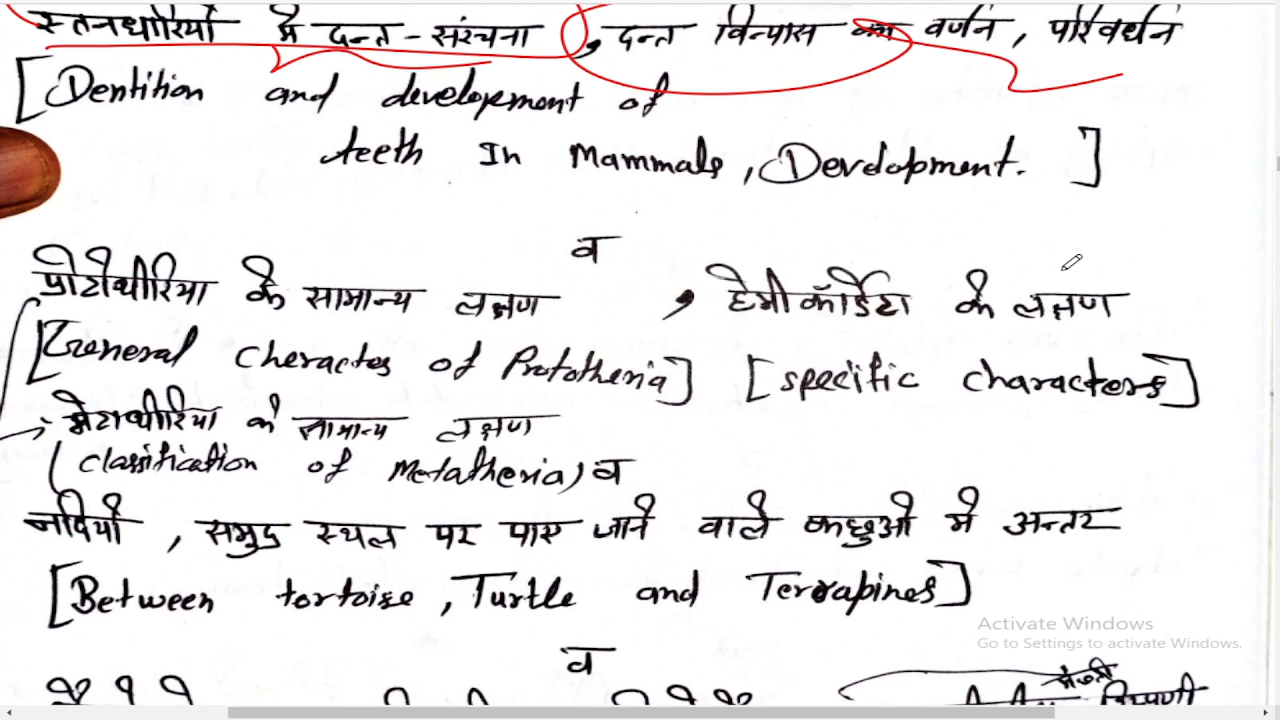 स्तनधारियों में दन्त-संरचना, दन्त विन्यास का वर्णन, परिवर्धन
[Dentition and development of
teeth In Mammals, Development.]
व
प्रोटोथीरिया के सामान्य लक्षण, हेमीकॉर्डेटा के लक्षण
[General Cheractes of Prototheria] [specific characters]
मेटाथीरिया के सामान्य लक्षण
(classification of Metatheria) व
नदियों, समुद्र स्थल पर पाए जाने वाले कछुओं में अन्तर
[Between tortoise, Turtle and Terrapines]
Activate Windows
Go to Settings to activate Windows.
व
टिप्पणी